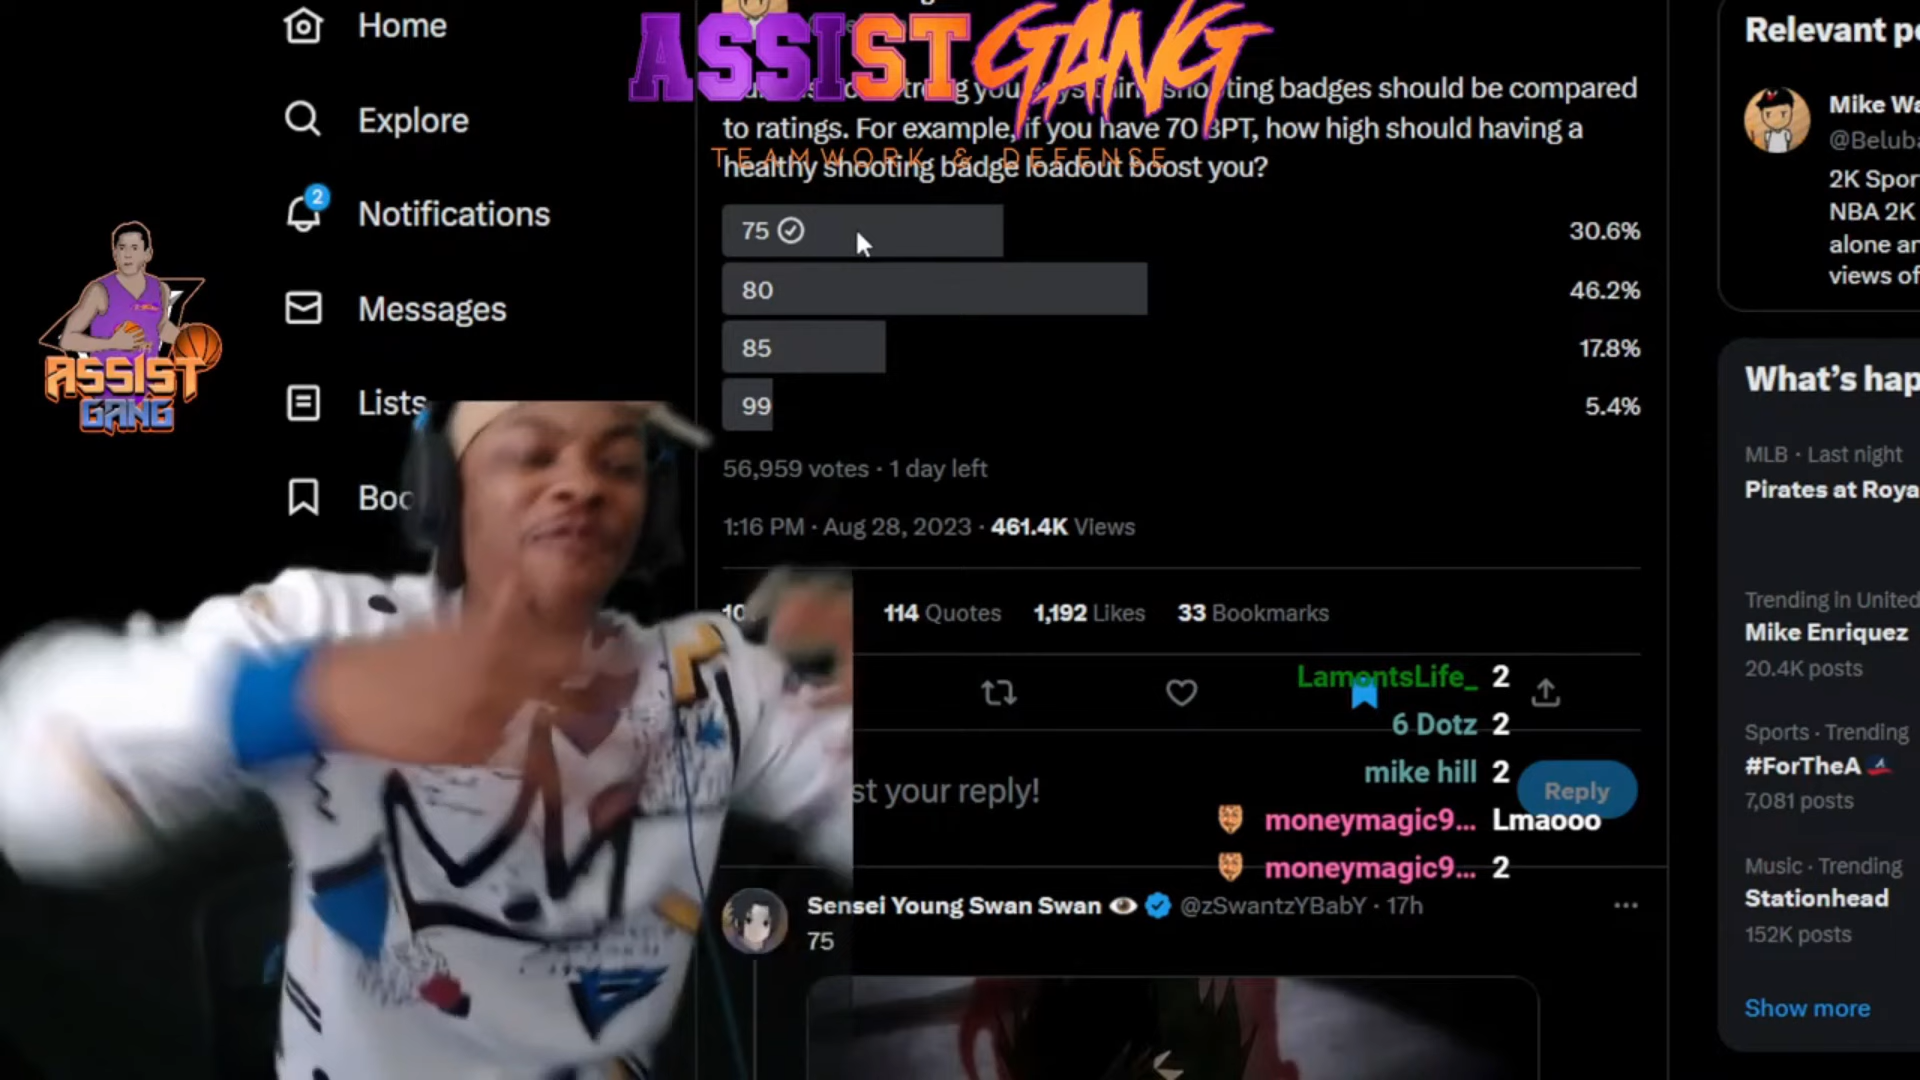 Home
Explore
2
Notifications
Messages
Lists
ASSIST GANG
TEAMWORK & DEFENSE
ting badges should be compared
to ratings. For example, if you have 70 3PT, how high should having a
healthy shooting badge loadout boost you?
75
30.6%
80
46.2%
85
17.8%
99
5.4%
56,959 votes · 1 day left
1:16 PM · Aug 28, 2023 · 461.4K Views
114 Quotes
1,192 Likes
33 Bookmarks
LamontsLife_ 2
6 Dotz 2
mike hill 2
moneymagic9... Lmaooo
moneymagic9... 2
st your reply!
Reply
Sensei Young Swan Swan @zSwantzYBabY · 17h
75
ASSIST
GANG
Relevant
Mike
2K
NBA 2K
alone
views of
What's
MLB · Last night
Pirates at
Trending in United
Mike Enriquez
20.4K posts
Sports · Trending
#ForTheA
7,081 posts
Music · Trending
Stationhead
152K posts
Show more